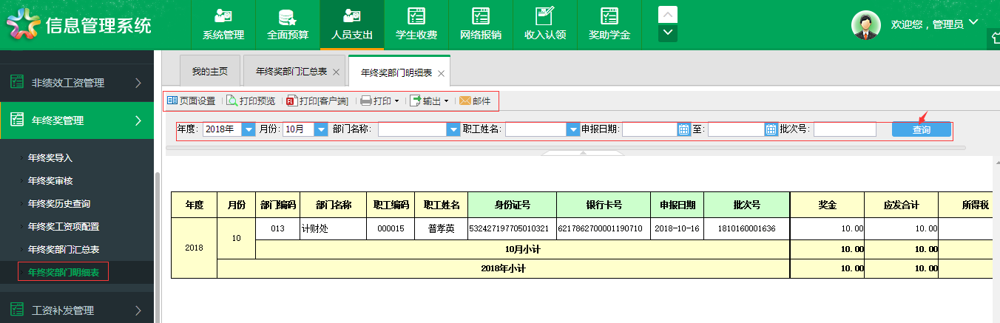 信息管理系统
系统管理 全面预算 人员支出 学生收费 网络报销 收入认领 奖助学金
欢迎您，管理员
非绩效工资管理
年终奖管理
年终奖导入
年终奖审核
年终奖历史查询
年终奖工资项配置
年终奖部门汇总表
年终奖部门明细表
工资补发管理
我的主页 年终奖部门汇总表 年终奖部门明细表
页面设置 打印预览 打印[客户端] 打印 输出 邮件
年度: 2018年 月份: 10月 部门名称: 职工姓名: 申报日期: 至: 批次号: 查询
年度 月份 部门编码 部门名称 职工编码 职工姓名 身份证号 银行卡号 申报日期 批次号 奖金 应发合计 所得税
2018 10 013 计财处 000015 普孝英 532427197705010321 6217862700001190710 2018-10-16 1810160001636 10.00 10.00
10月小计 10.00 10.00
2018年小计 10.00 10.00